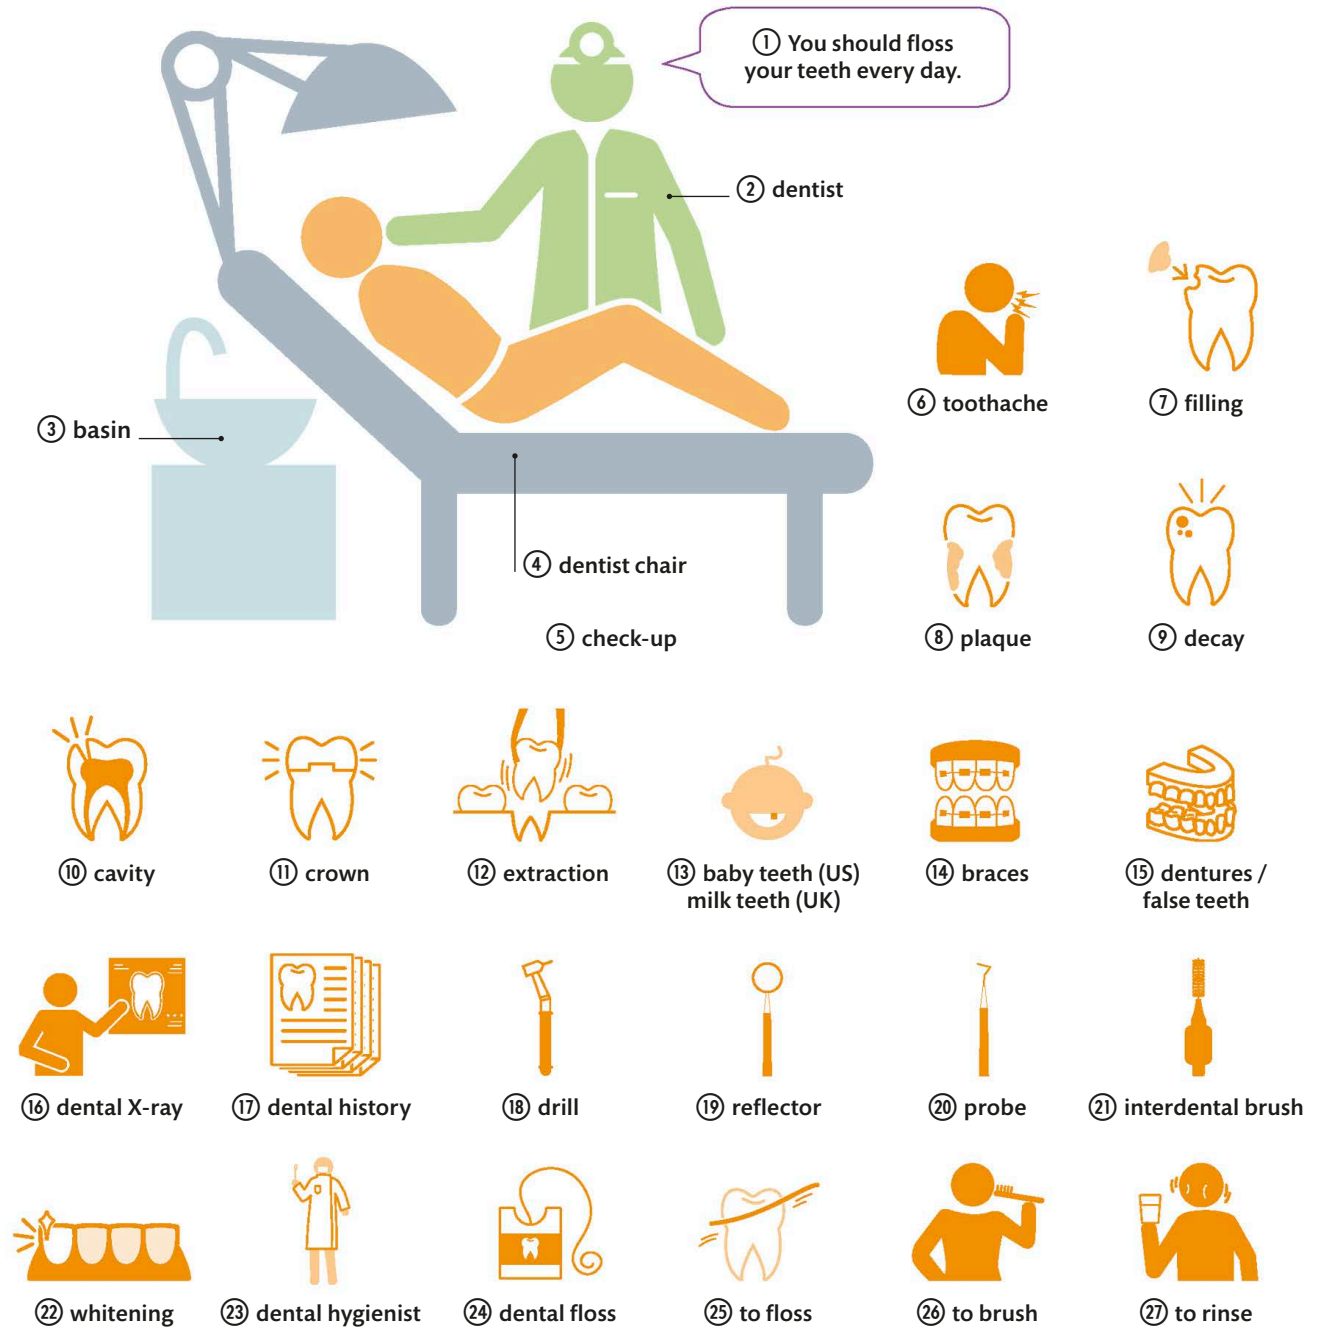 ① You should floss
your teeth every day.
② dentist
③ basin
④ dentist chair
⑤ check-up
⑥ toothache
⑦ filling
⑧ plaque
⑨ decay
⑩ cavity
⑪ crown
⑫ extraction
⑬ baby teeth (US)
milk teeth (UK)
⑭ braces
⑮ dentures /
false teeth
⑯ dental X-ray
⑰ dental history
⑱ drill
⑲ reflector
⑳ probe
㉑ interdental brush
㉒ whitening
㉓ dental hygienist
㉔ dental floss
㉕ to floss
㉖ to brush
㉗ to rinse